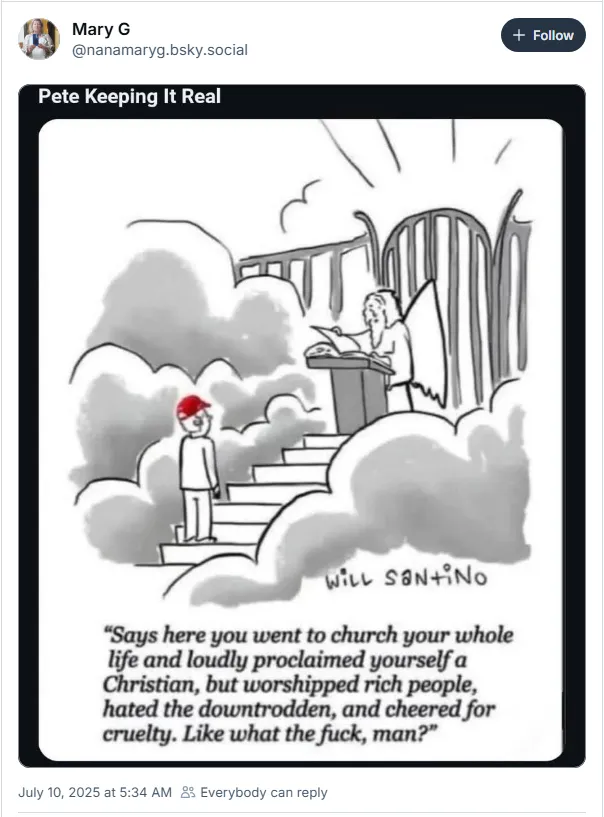 Mary G
@nanamaryg.bsky.social
+ Follow
Pete Keeping It Real
WiLL SaNtiNo
“Says here you went to church your whole
life and loudly proclaimed yourself a
Christian, but worshipped rich people,
hated the downtrodden, and cheered for
cruelty. Like what the fuck, man?”
July 10, 2025 at 5:34 AM Everybody can reply